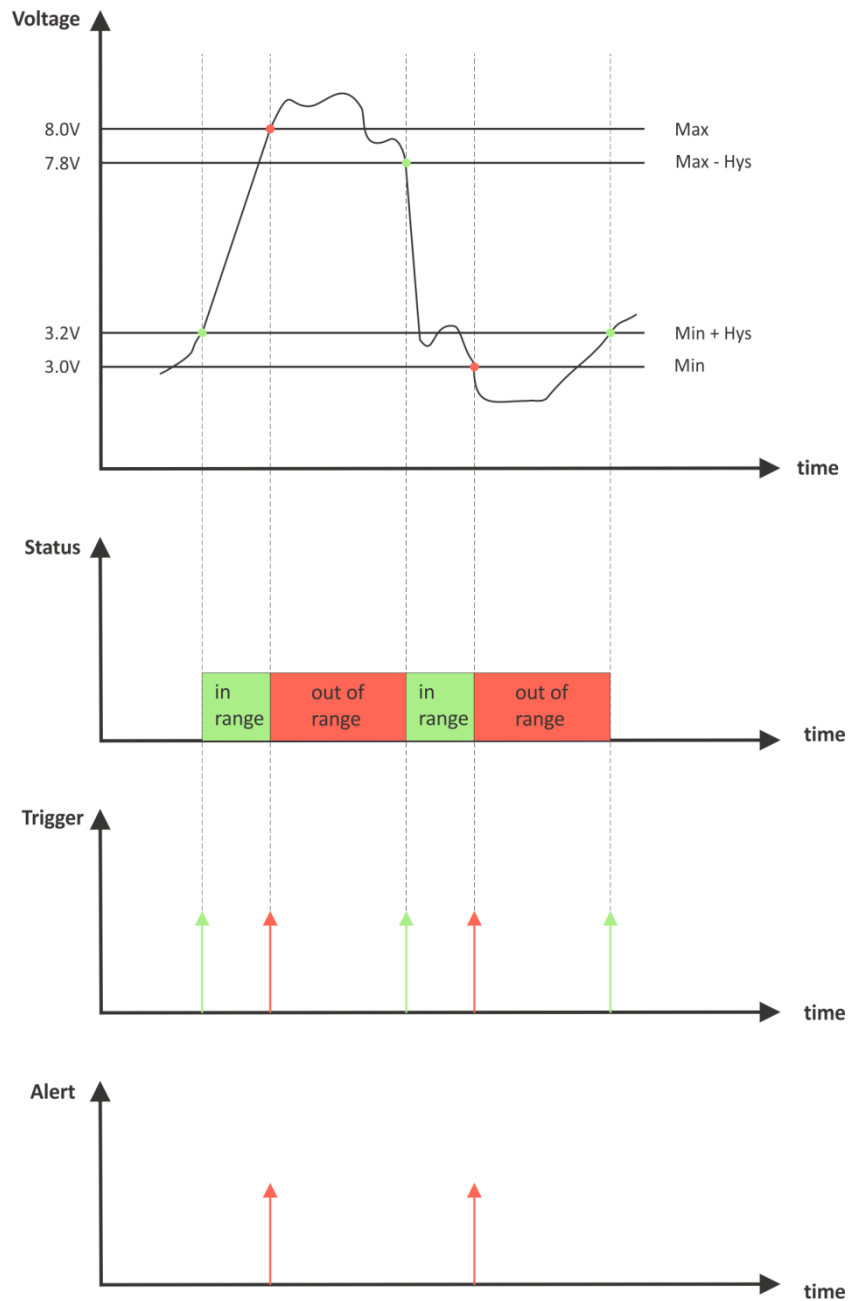 Voltage
8.0V
Max
7.8V
Max - Hys
3.2V
Min + Hys
3.0V
Min
time
Status
in
range
out of
range
in
range
out of
range
time
Trigger
time
Alert
time